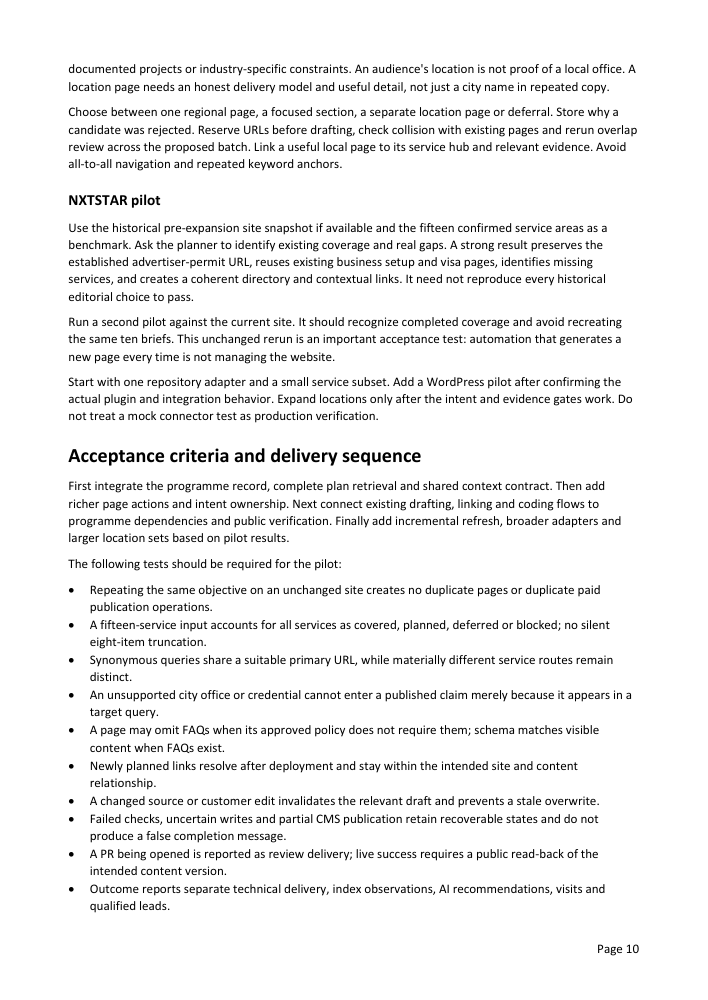 documented projects or industry-specific constraints. An audience's location is not proof of a local office. A
location page needs an honest delivery model and useful detail, not just a city name in repeated copy.
Choose between one regional page, a focused section, a separate location page or deferral. Store why a
candidate was rejected. Reserve URLs before drafting, check collision with existing pages and rerun overlap
review across the proposed batch. Link a useful local page to its service hub and relevant evidence. Avoid
all-to-all navigation and repeated keyword anchors.
NXTSTAR pilot
Use the historical pre-expansion site snapshot if available and the fifteen confirmed service areas as a
benchmark. Ask the planner to identify existing coverage and real gaps. A strong result preserves the
established advertiser-permit URL, reuses existing business setup and visa pages, identifies missing
services, and creates a coherent directory and contextual links. It need not reproduce every historical
editorial choice to pass.
Run a second pilot against the current site. It should recognize completed coverage and avoid recreating
the same ten briefs. This unchanged rerun is an important acceptance test: automation that generates a
new page every time is not managing the website.
Start with one repository adapter and a small service subset. Add a WordPress pilot after confirming the
actual plugin and integration behavior. Expand locations only after the intent and evidence gates work. Do
not treat a mock connector test as production verification.
Acceptance criteria and delivery sequence
First integrate the programme record, complete plan retrieval and shared context contract. Then add
richer page actions and intent ownership. Next connect existing drafting, linking and coding flows to
programme dependencies and public verification. Finally add incremental refresh, broader adapters and
larger location sets based on pilot results.
The following tests should be required for the pilot:
• Repeating the same objective on an unchanged site creates no duplicate pages or duplicate paid
publication operations.
• A fifteen-service input accounts for all services as covered, planned, deferred or blocked; no silent
eight-item truncation.
• Synonymous queries share a suitable primary URL, while materially different service routes remain
distinct.
• An unsupported city office or credential cannot enter a published claim merely because it appears in a
target query.
• A page may omit FAQs when its approved policy does not require them; schema matches visible
content when FAQs exist.
• Newly planned links resolve after deployment and stay within the intended site and content
relationship.
• A changed source or customer edit invalidates the relevant draft and prevents a stale overwrite.
• Failed checks, uncertain writes and partial CMS publication retain recoverable states and do not
produce a false completion message.
• A PR being opened is reported as review delivery; live success requires a public read-back of the
intended content version.
• Outcome reports separate technical delivery, index observations, AI recommendations, visits and
qualified leads.
Page 10